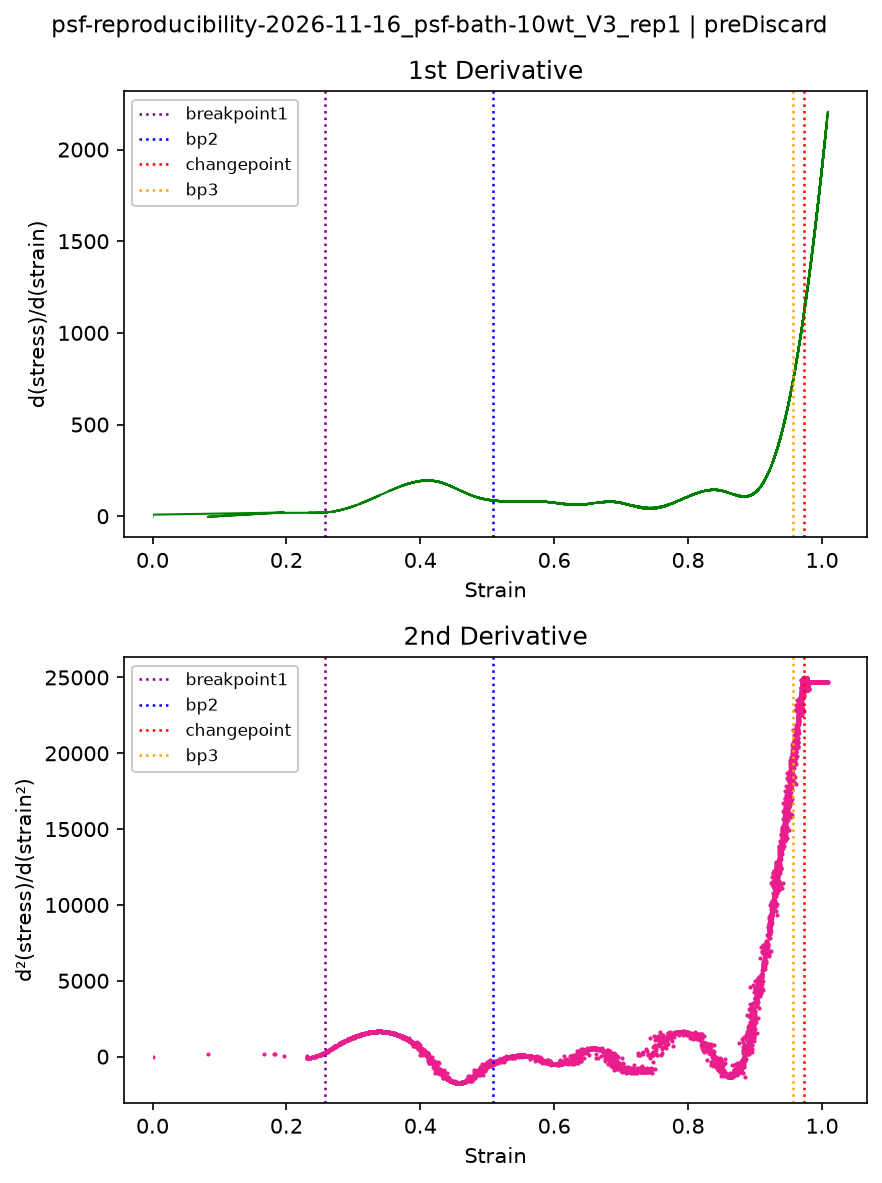 psf-reproducibility-2026-11-16_psf-bath-10wt_V3_rep1 | preDiscard
1st Derivative
breakpoint1
bp2
changepoint
bp3
d(stress)/d(strain)
2000
1500
1000
500
0
0.0 0.2 0.4 0.6 0.8 1.0
Strain
2nd Derivative
breakpoint1
bp2
changepoint
bp3
d²(stress)/d(strain²)
25000
20000
15000
10000
5000
0
0.0 0.2 0.4 0.6 0.8 1.0
Strain